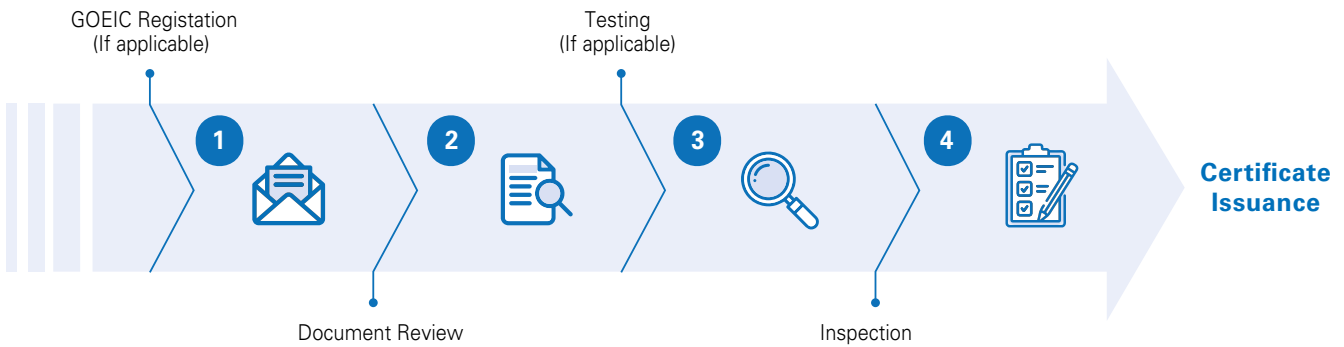 GOEIC Registation
(If applicable)
1
Document Review
2
Testing
(If applicable)
3
Inspection
4
Certificate
Issuance